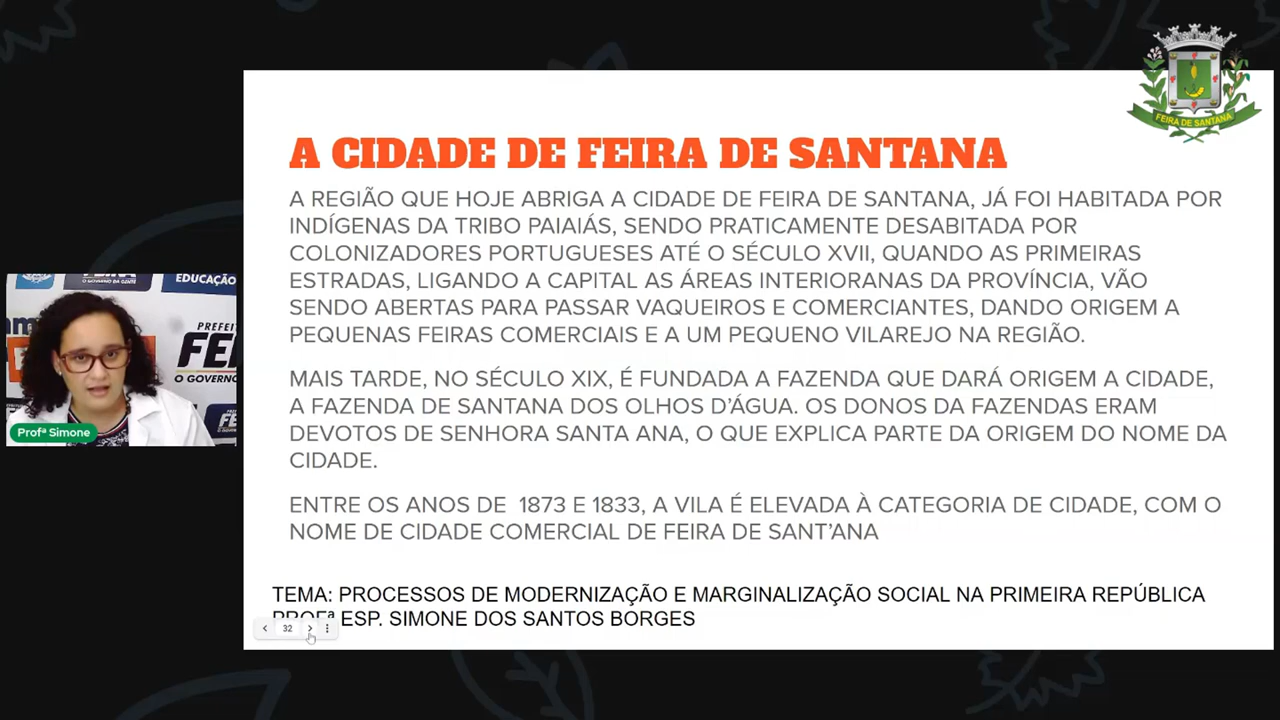 FEIRA DE SANTANA
A CIDADE DE FEIRA DE SANTANA
A REGIÃO QUE HOJE ABRIGA A CIDADE DE FEIRA DE SANTANA, JÁ FOI HABITADA POR
INDÍGENAS DA TRIBO PAIAIÁS, SENDO PRATICAMENTE DESABITADA POR
COLONIZADORES PORTUGUESES ATÉ O SÉCULO XVII, QUANDO AS PRIMEIRAS
ESTRADAS, LIGANDO A CAPITAL AS ÁREAS INTERIORANAS DA PROVÍNCIA, VÃO
SENDO ABERTAS PARA PASSAR VAQUEIROS E COMERCIANTES, DANDO ORIGEM A
PEQUENAS FEIRAS COMERCIAIS E A UM PEQUENO VILAREJO NA REGIÃO.
MAIS TARDE, NO SÉCULO XIX, É FUNDADA A FAZENDA QUE DARÁ ORIGEM A CIDADE,
A FAZENDA DE SANTANA DOS OLHOS D'ÁGUA. OS DONOS DA FAZENDAS ERAM
DEVOTOS DE SENHORA SANTA ANA, O QUE EXPLICA PARTE DA ORIGEM DO NOME DA
CIDADE.
ENTRE OS ANOS DE 1873 E 1833, A VILA É ELEVADA À CATEGORIA DE CIDADE, COM O
NOME DE CIDADE COMERCIAL DE FEIRA DE SANT'ANA
TEMA: PROCESSOS DE MODERNIZAÇÃO E MARGINALIZAÇÃO SOCIAL NA PRIMEIRA REPÚBLICA
PROFª ESP. SIMONE DOS SANTOS BORGES
32
EDUCAÇÃO
PREFEI
FEI
O GOVERNO
Profª Simone